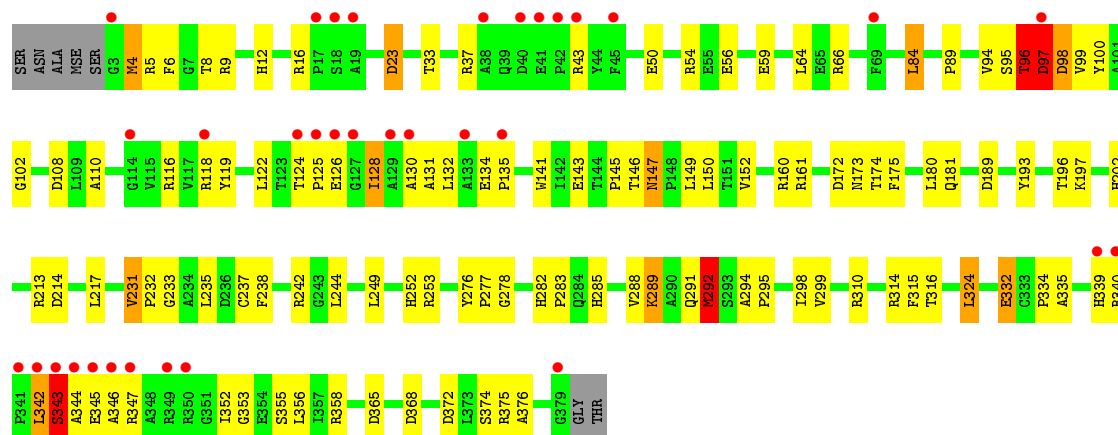 SER ASN ALA MSE SER G3 M4 R5 F6 G7 T8 R9 H12 R16 P17 S18 A19 D23 T33 R37 A38 Q39 D40 E41 P42 R43 Y44 F45 E50 R54 E55 E56 E59 L64 E65 R66 F69 L84 P89 V94 S95 T96 D97 D98 V99 Y100 A101
G102 D108 L109 A110 G114 V115 R116 V117 R118 Y119 L122 T123 T124 P125 E126 G127 I128 A129 A130 A131 L132 A133 E134 P135 W141 I142 E143 T144 P145 T146 N147 P148 L149 L150 T151 V152 R160 R161 D172 N173 T174 F175 L180 Q181 D189 Y193 T196 K197
R213 D214 L217 V231 P232 G233 A234 L235 D236 C237 F238 R242 G243 L244 L249 H252 R253 Y276 P277 G278 H282 P283 Q284 H285 V288 K289 A290 Q291 M292 S293 A294 P295 I298 V299 R310 R314 F315 T316 L324 E332 C333 P334 A335 H339
P341 L342 S343 A344 E345 A346 R347 A348 R349 R350 G351 I352 G353 E354 S355 L356 I357 R358 D365 D368 D372 L373 S374 R375 A376 G379 GLY THR